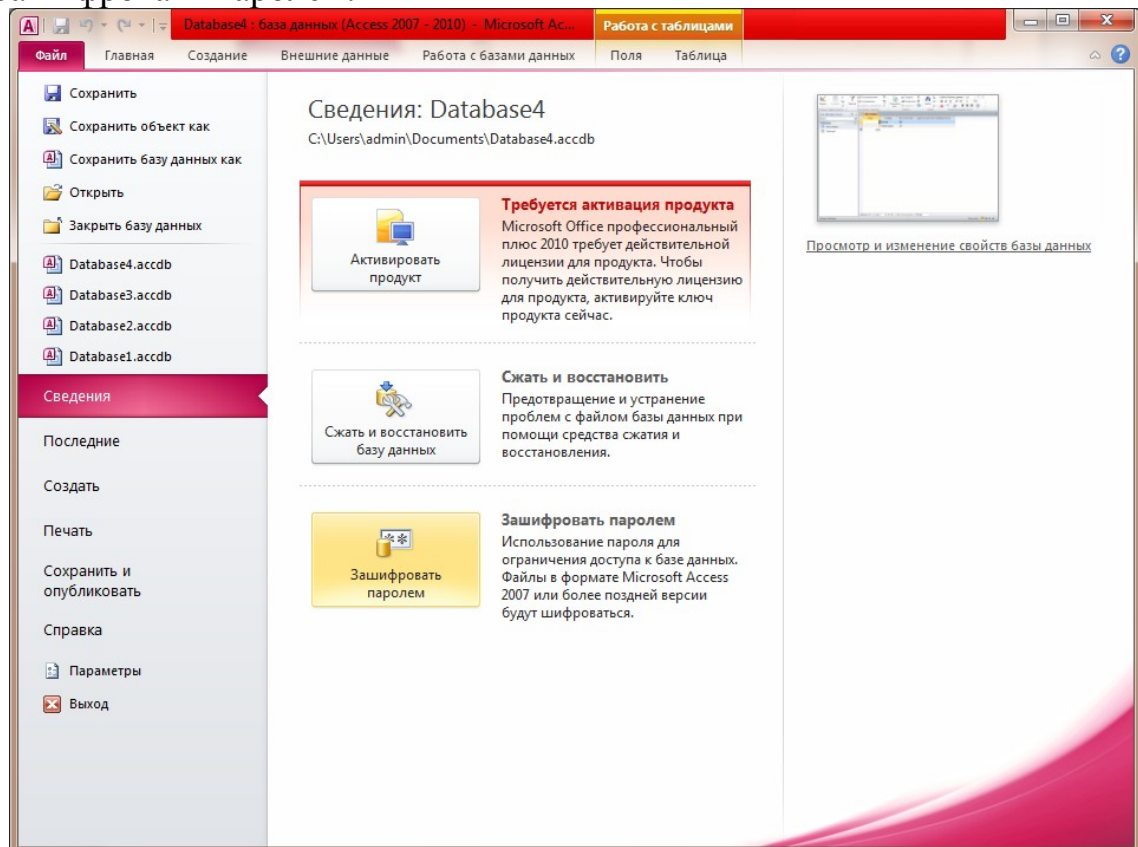 Database4 : база данных (Access 2007 - 2010) - Microsoft Ac...
Работа с таблицами
Файл Главная Создание Внешние данные Работа с базами данных Поля Таблица
Сохранить
Сохранить объект как
Сохранить базу данных как
Открыть
Закрыть базу данных
Database4.accdb
Database3.accdb
Database2.accdb
Database1.accdb
Сведения
Последние
Создать
Печать
Сохранить и
опубликовать
Справка
Параметры
Выход
Сведения: Database4
C:\Users\admin\Documents\Database4.accdb
Активировать
продукт
Требуется активация продукта
Microsoft Office профессиональный
плюс 2010 требует действительной
лицензии для продукта. Чтобы
получить действительную лицензию
для продукта, активируйте ключ
продукта сейчас.
Сжать и восстановить
базу данных
Сжать и восстановить
Предотвращение и устранение
проблем с файлом базы данных при
помощи средства сжатия и
восстановления.
Зашифровать
паролем
Зашифровать паролем
Использование пароля для
ограничения доступа к базе данных.
Файлы в формате Microsoft Access
2007 или более поздней версии
будут шифроваться.
Просмотр и изменение свойств базы данных